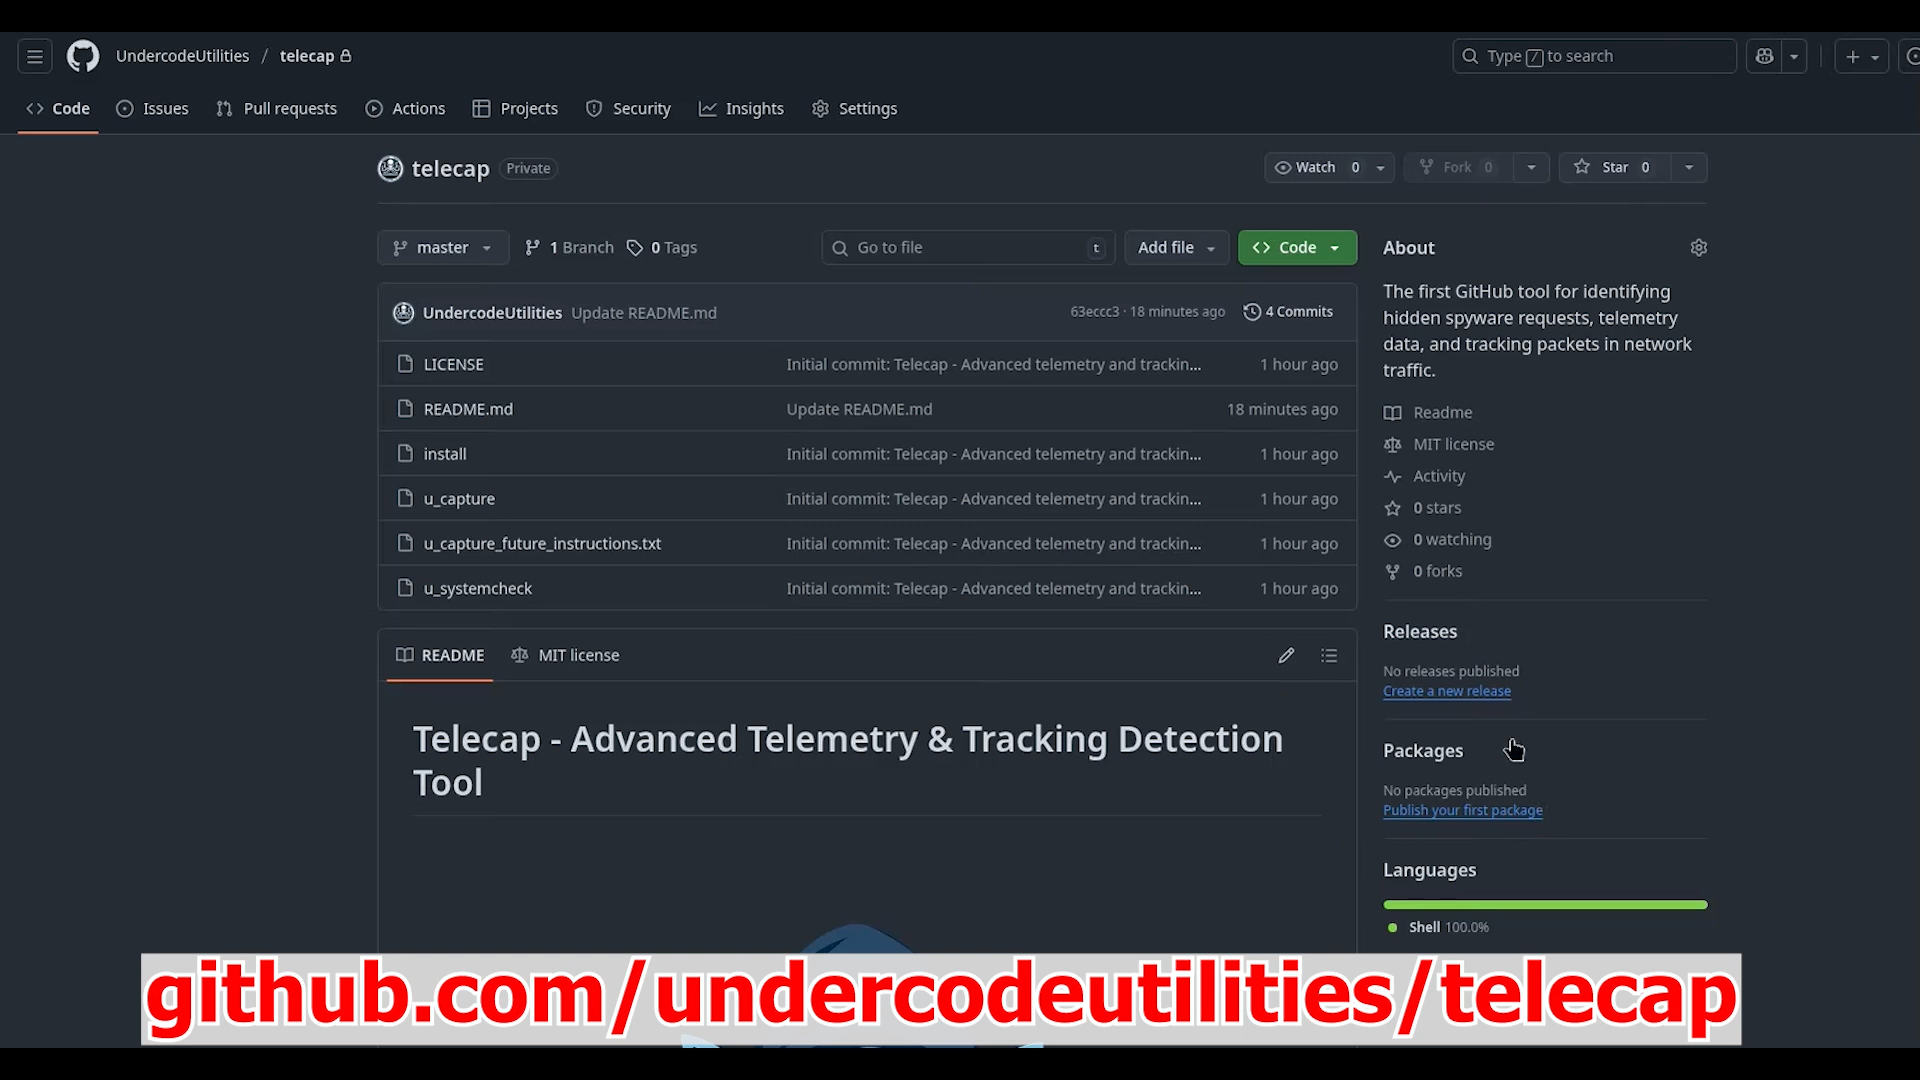 UndercodeUtilities / telecap
Type / to search
Code
Issues
Pull requests
Actions
Projects
Security
Insights
Settings
telecap Private
Watch 0
Fork 0
Star 0
master
1 Branch
0 Tags
Go to file t
Add file
Code
UndercodeUtilities Update README.md 63eccc3 · 18 minutes ago 4 Commits
LICENSE Initial commit: Telecap - Advanced telemetry and trackin... 1 hour ago
README.md Update README.md 18 minutes ago
install Initial commit: Telecap - Advanced telemetry and trackin... 1 hour ago
u_capture Initial commit: Telecap - Advanced telemetry and trackin... 1 hour ago
u_capture_future_instructions.txt Initial commit: Telecap - Advanced telemetry and trackin... 1 hour ago
u_systemcheck Initial commit: Telecap - Advanced telemetry and trackin... 1 hour ago
README
MIT license
Telecap - Advanced Telemetry & Tracking Detection
Tool
About
The first GitHub tool for identifying
hidden spyware requests, telemetry
data, and tracking packets in network
traffic.
Readme
MIT license
Activity
0 stars
0 watching
0 forks
Releases
No releases published
Create a new release
Packages
No packages published
Publish your first package
Languages
Shell 100.0%
github.com/undercodeutilities/telecap